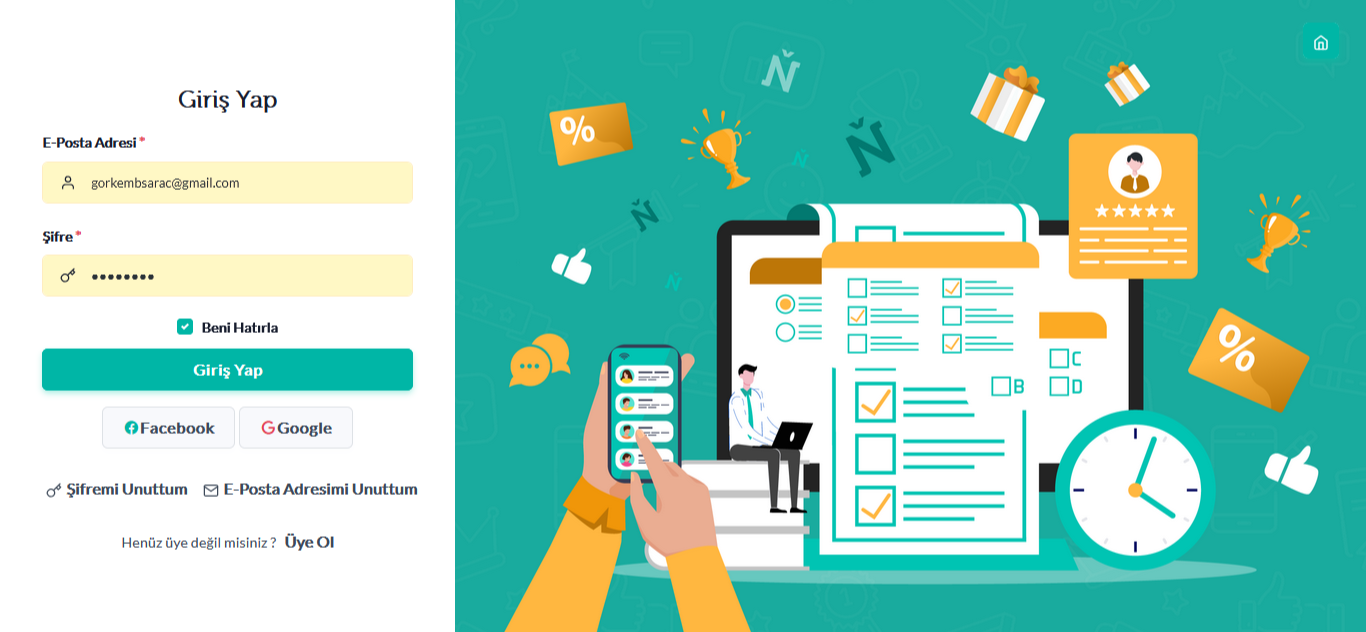 Giriş Yap
E-Posta Adresi *
gorkembsarac@gmail.com
Şifre *
••••••••
Beni Hatırla
Giriş Yap
Facebook
Google
Şifremi Unuttum
E-Posta Adresimi Unuttum
Henüz üye değil misiniz ? Üye Ol
Ň
%
Ň
Ň
Ň
Ň
%
C
B
D